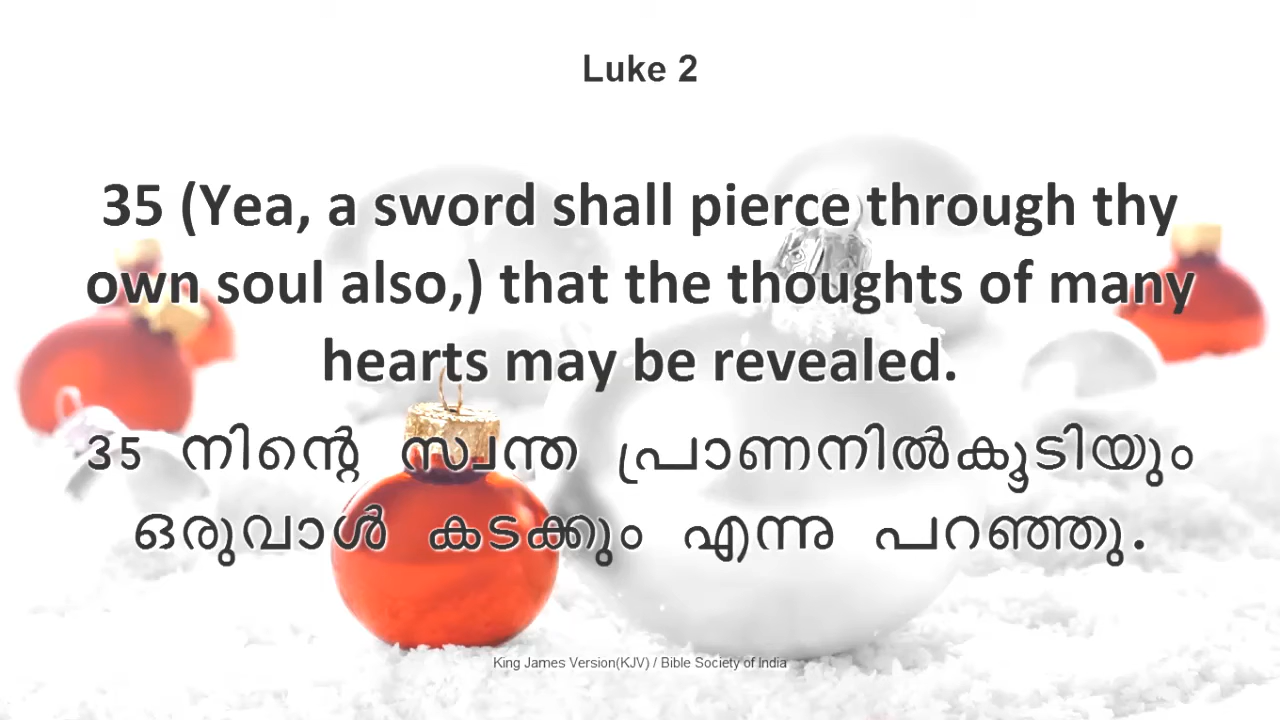 Luke 2
35 (Yea, a sword shall pierce through thy
own soul also,) that the thoughts of many
hearts may be revealed.
35 നിന്റെ സ്വന്ത പ്രാണനിൽകൂടിയും
ഒരുവാൾ കടക്കും എന്നു പറഞ്ഞു.
King James Version(KJV) / Bible Society of India